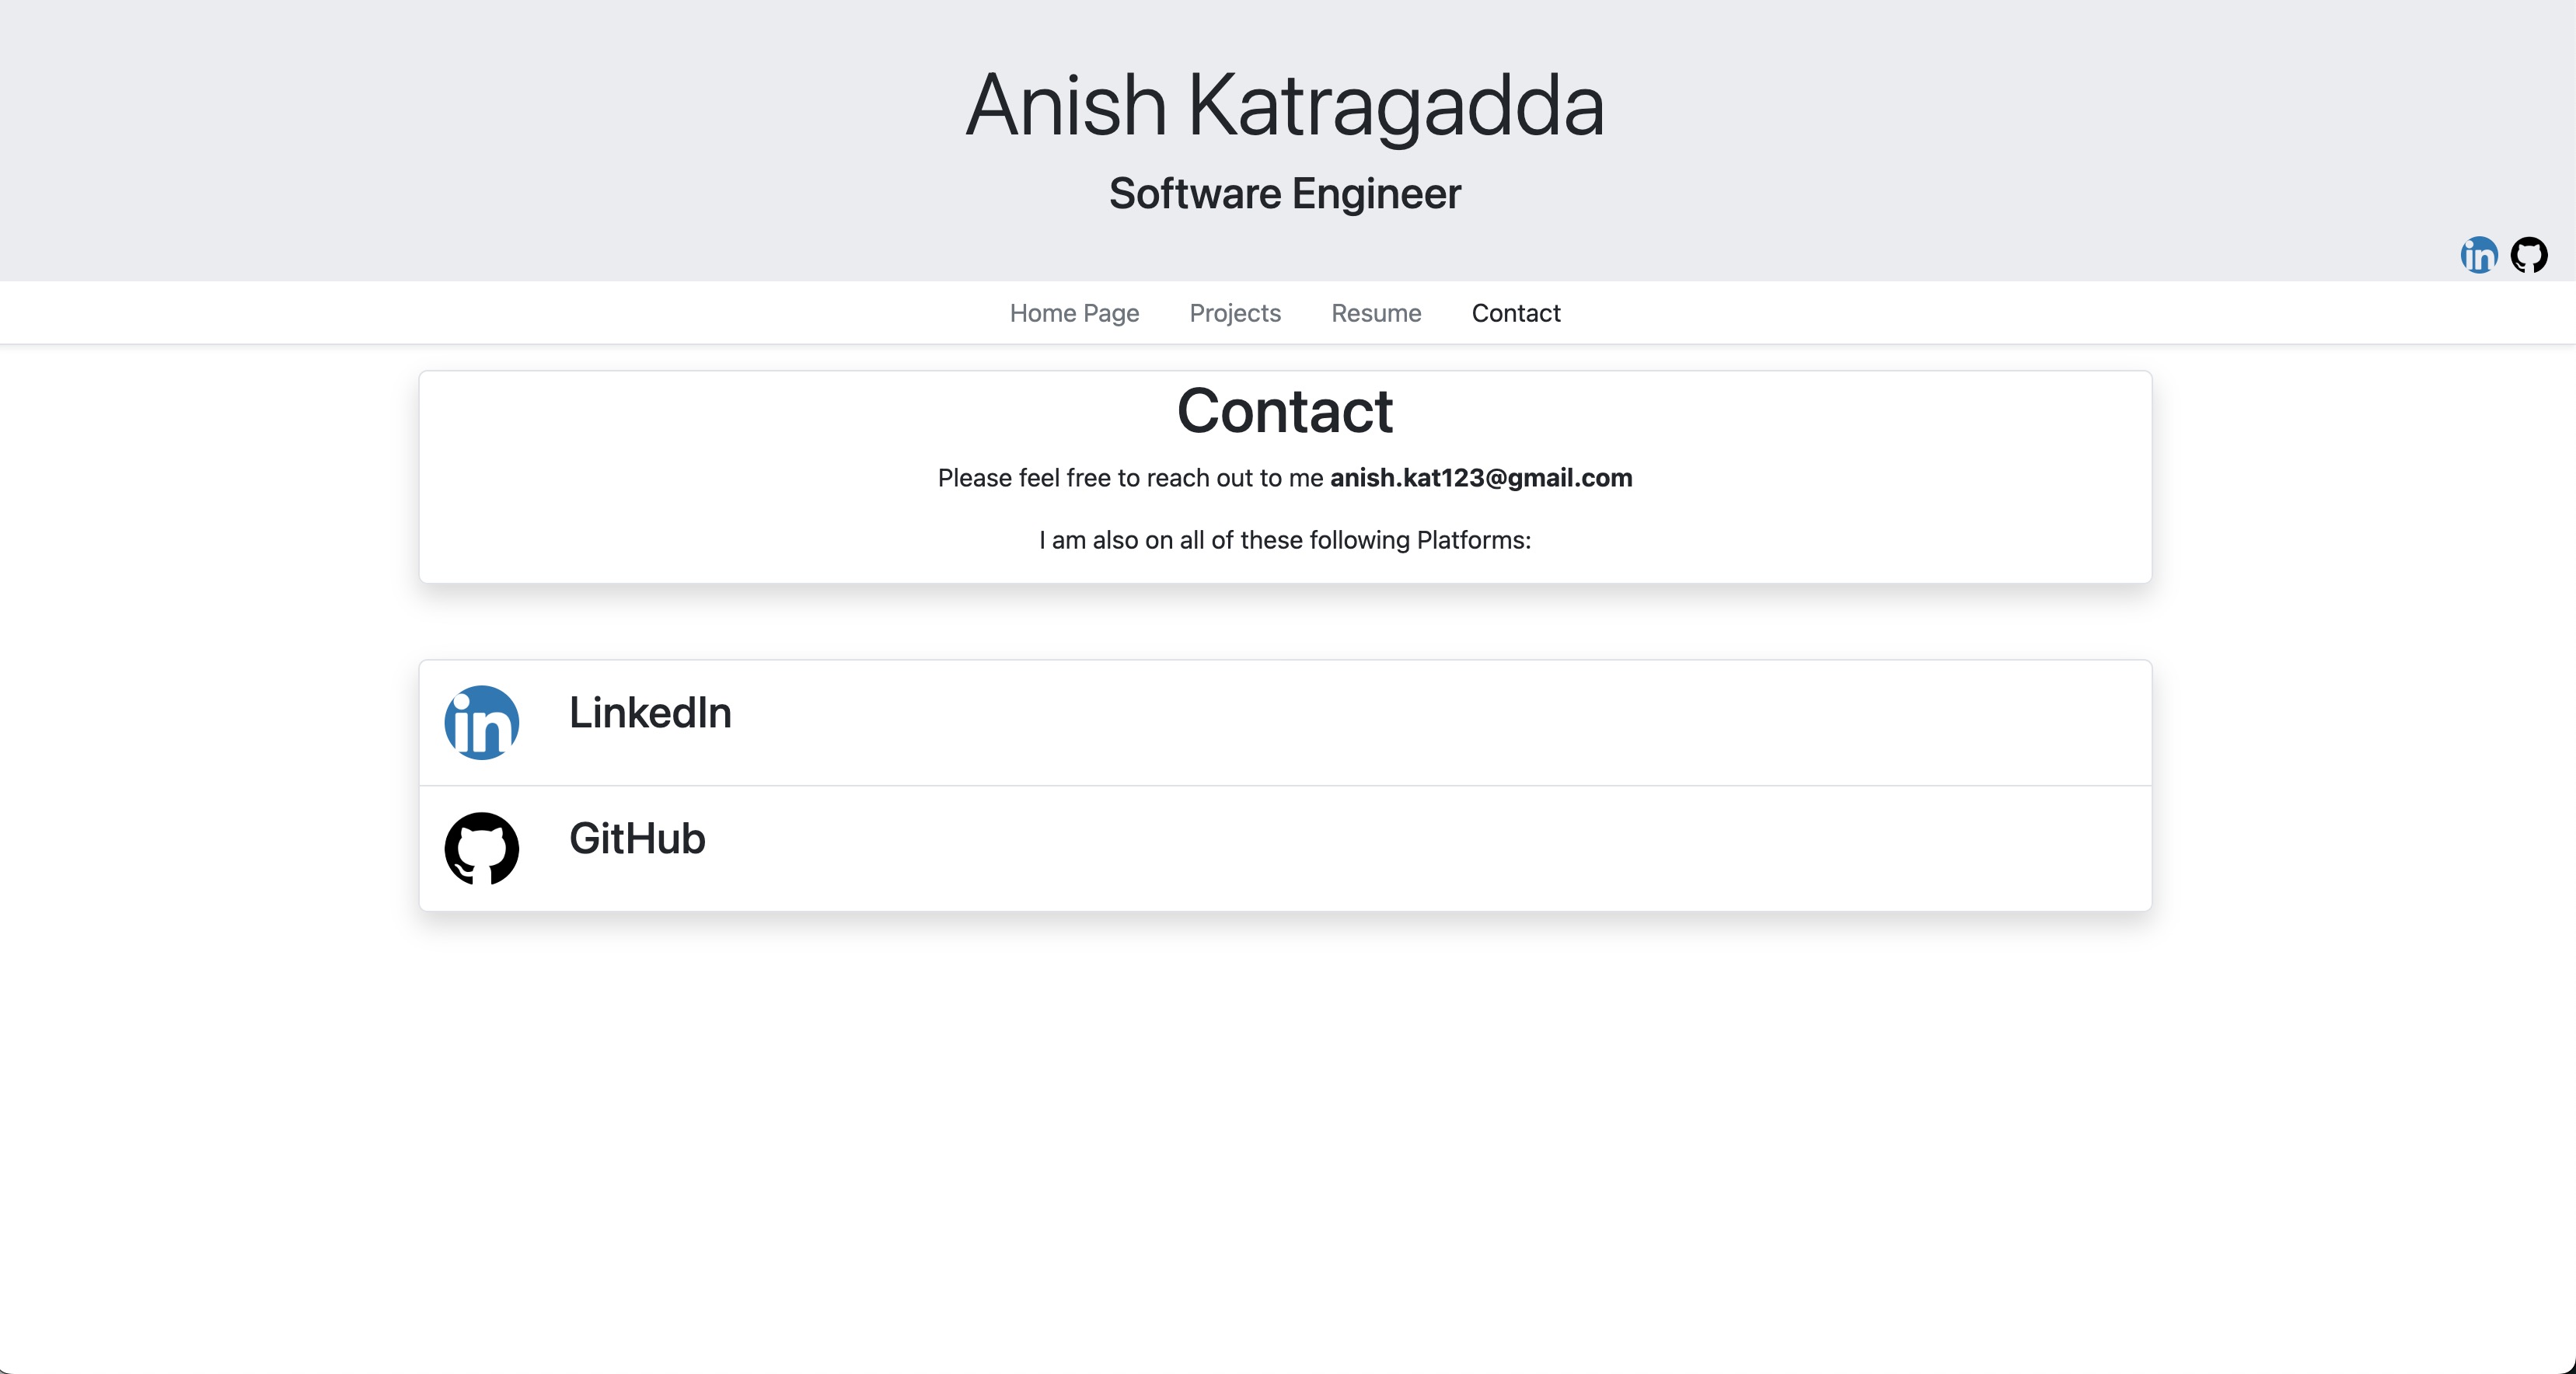 Anish Katragadda
Software Engineer
in
Home Page Projects Resume Contact
Contact
Please feel free to reach out to me anish.kat123@gmail.com
I am also on all of these following Platforms:
in LinkedIn
GitHub